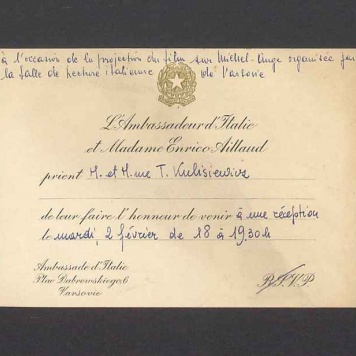 à l'occasion de la projection du film sur Michel-Ange organisée par
la Salle de lecture italienne de Varsovie
L'Ambassadeur d'Italie
et Madame Enrico Aillaud
prient M. et M.me T. Kulisiewicz
de leur faire l'honneur de venir à une réception
le mardi, 2 février de 18 à 19,30 h
Ambassade d'Italie
Plac Dąbrowskiego, 6
Varsovie
R.S.V.P.